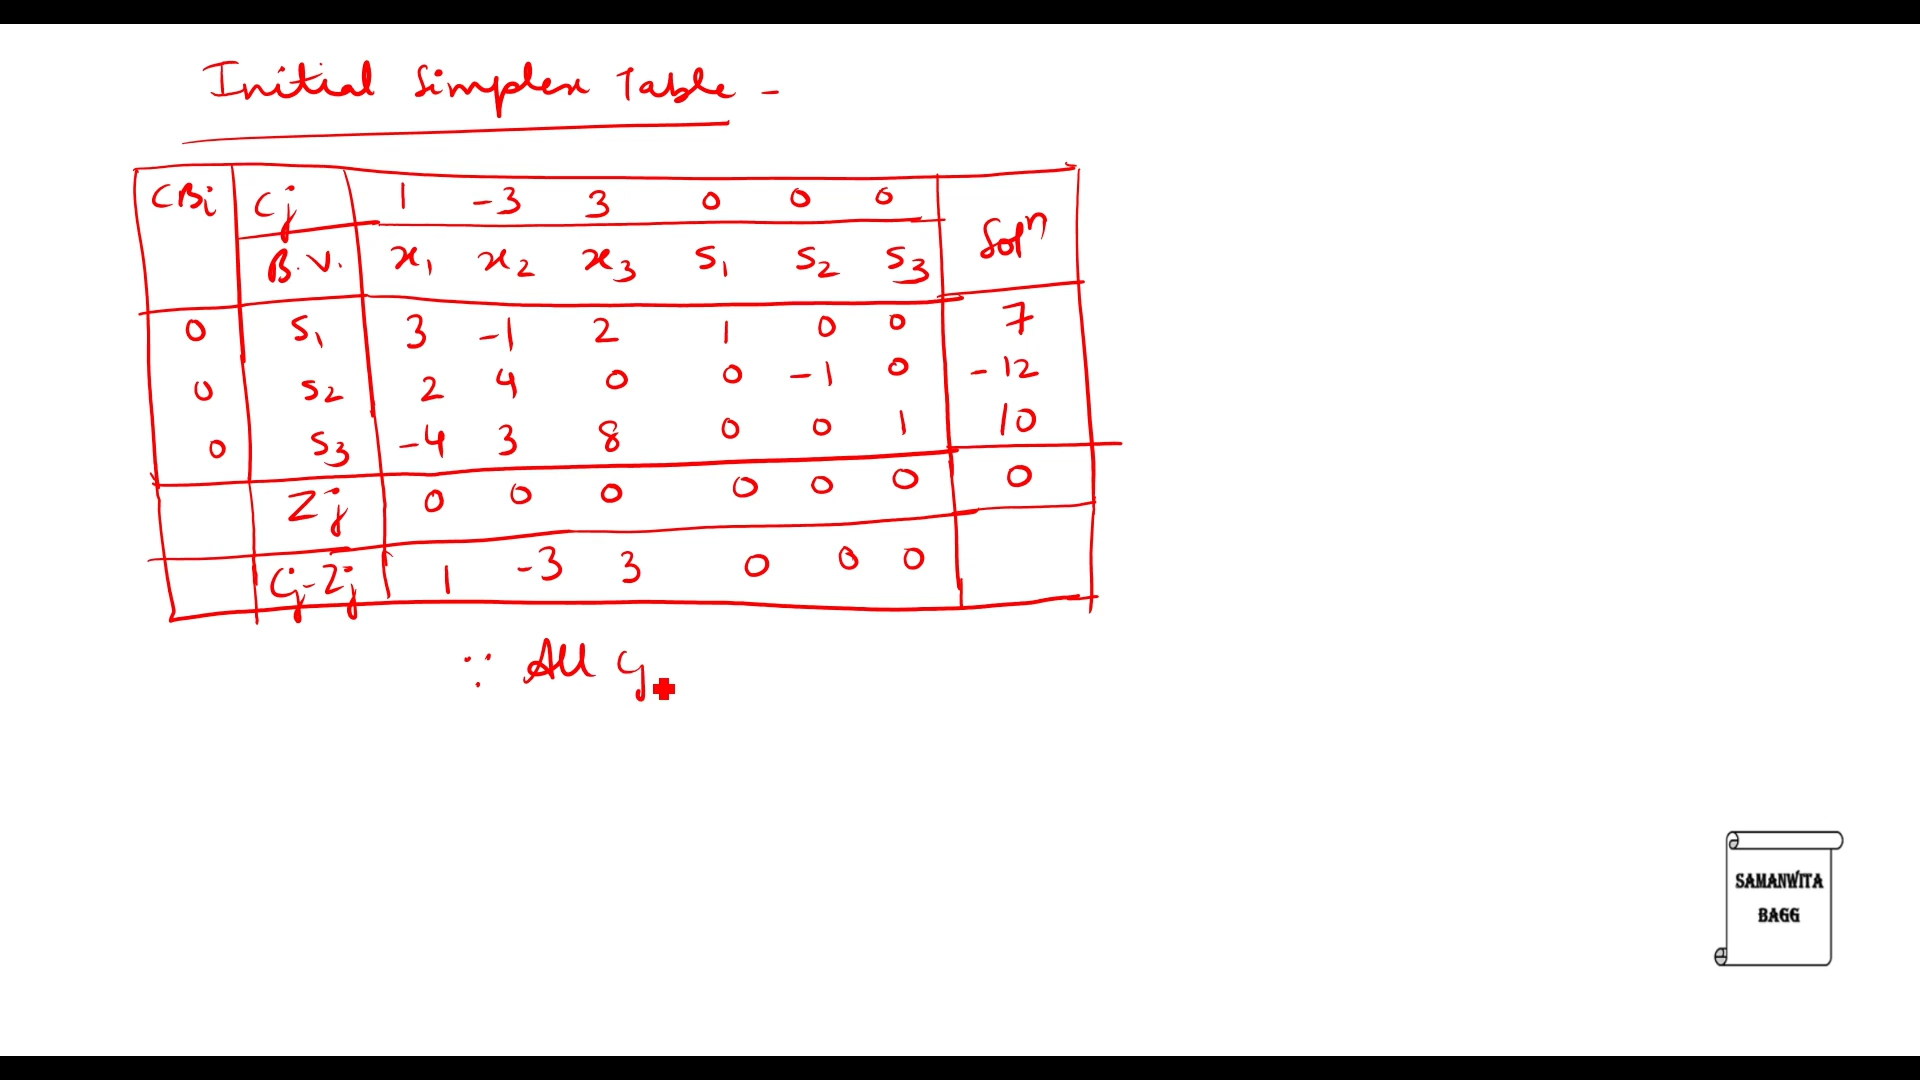 Initial Simplex Table -
CBi Cj 1 -3 3 0 0 0 Solⁿ
B.V. x₁ x₂ x₃ S₁ S₂ S₃
0 S₁ 3 -1 2 1 0 0 7
0 S₂ 2 4 0 0 -1 0 -12
0 S₃ -4 3 8 0 0 1 10
Zj 0 0 0 0 0 0 0
Cj-Zj 1 -3 3 0 0 0
∵ All Cj
SAMANWITA
BAGG